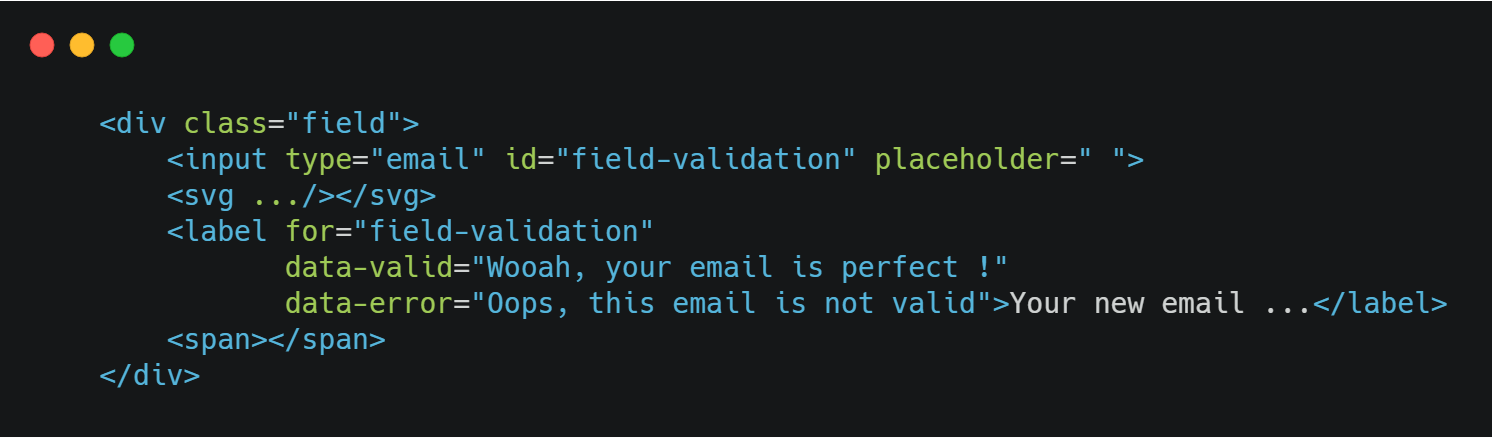 <div class="field">
    <input type="email" id="field-validation" placeholder=" ">
    <svg .../></svg>
    <label for="field-validation"
           data-valid="Wooah, your email is perfect !"
           data-error="Oops, this email is not valid">Your new email ...</label>
    <span></span>
</div>